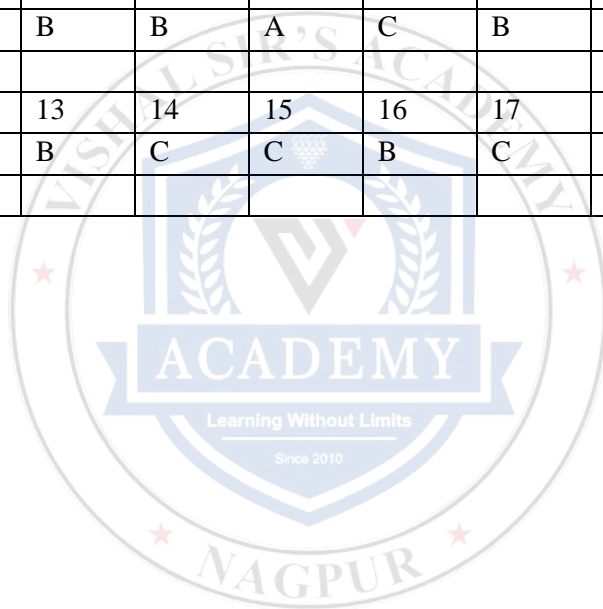 B B A C B
13 14 15 16 17
B C C B C
VISHAL SIR'S ACADEMY
ACADEMY
Learning Without Limits
Since 2010
NAGPUR